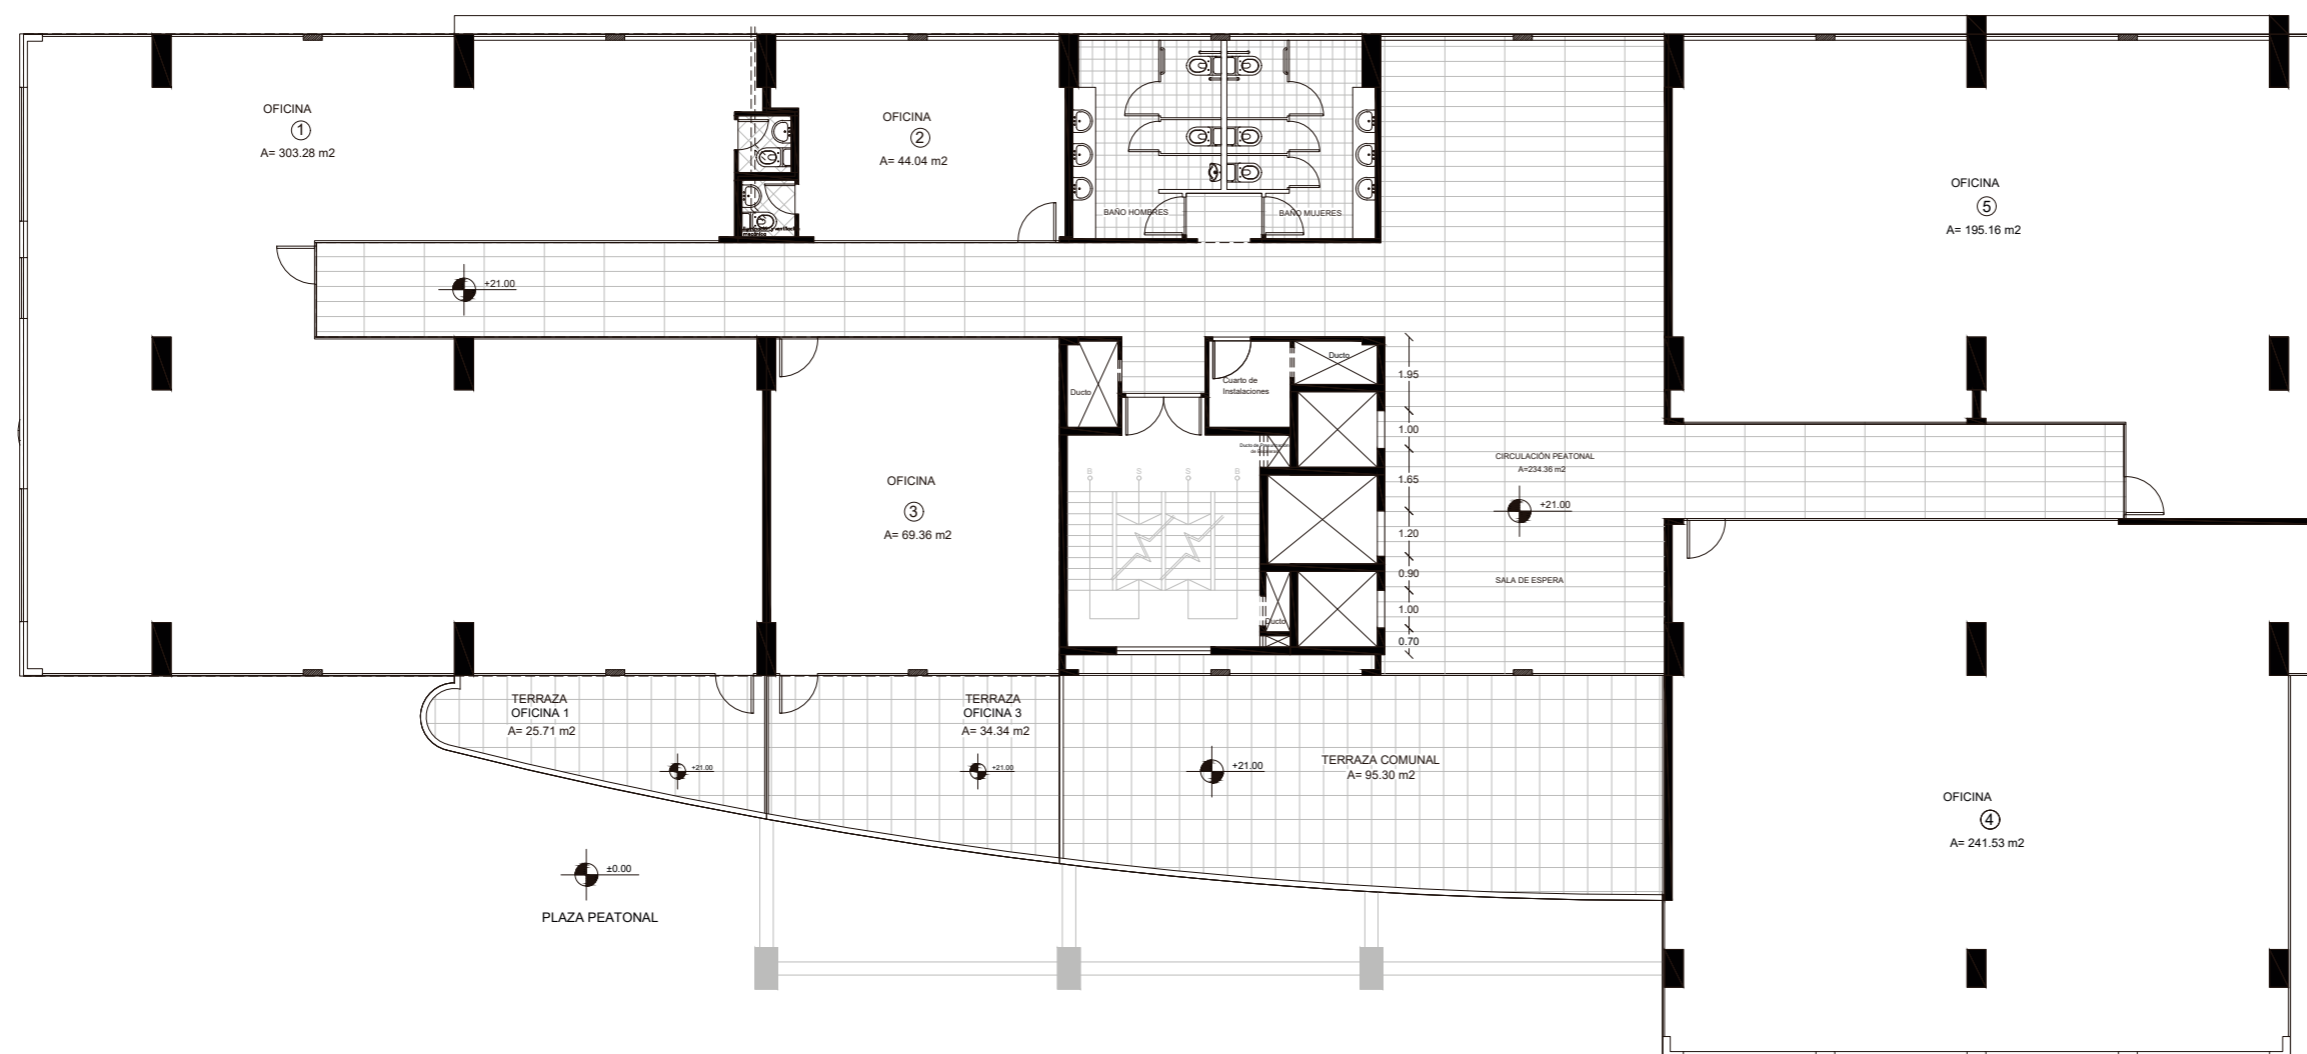 OFICINA
1
A= 303.28 m2
OFICINA
2
A= 44.04 m2
BAÑO HOMBRES
BAÑO MUJERES
OFICINA
5
A= 195.16 m2
+21.00
Ducto
Cuarto de
Instalaciones
Ducto
1.95
1.00
1.65
1.20
0.90
1.00
0.70
B
S
S
B
Ducto
OFICINA
3
A= 69.36 m2
CIRCULACIÓN PEATONAL
A=234.36 m2
+21.00
SALA DE ESPERA
TERRAZA
OFICINA 1
A= 25.71 m2
+21.00
TERRAZA
OFICINA 3
A= 34.34 m2
+21.00
TERRAZA COMUNAL
A= 95.30 m2
+21.00
OFICINA
4
A= 241.53 m2
±0.00
PLAZA PEATONAL